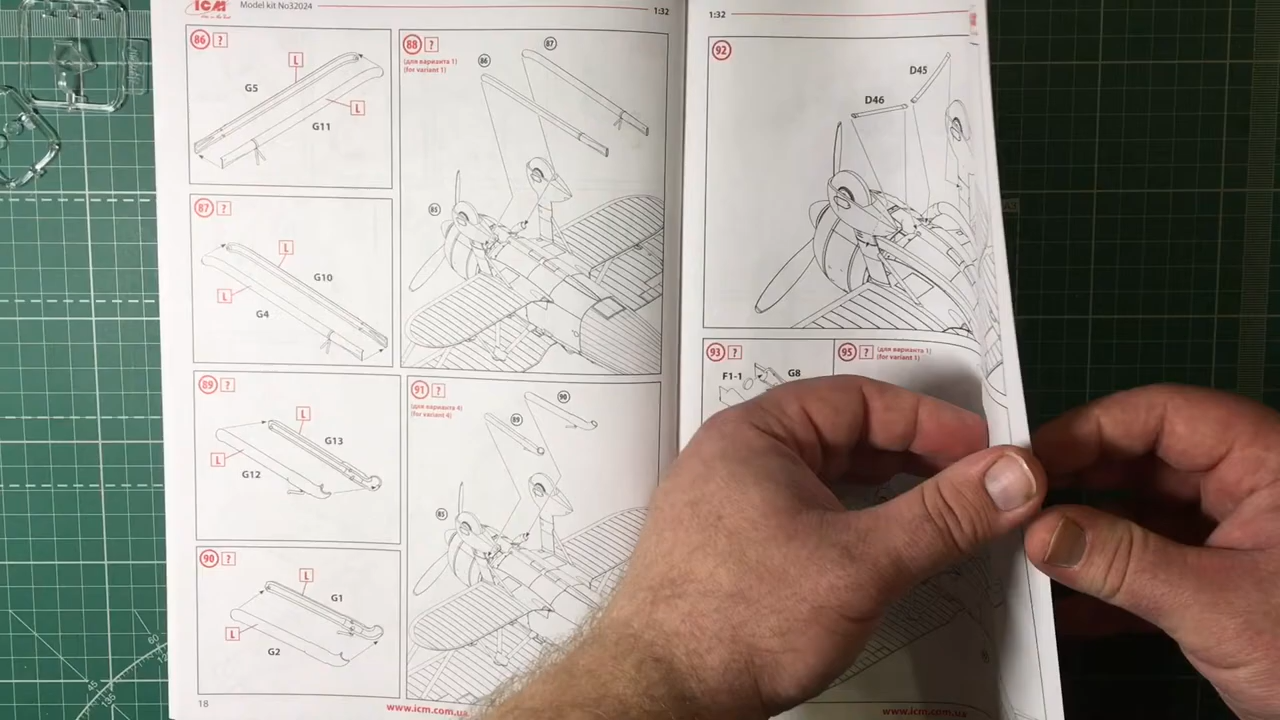 ICM
Model kit No32024
1:32
86 ?
L
G5
L
G11
87 ?
L
G10
L
G4
88 ?
(для варианта 1)
(for variant 1)
86
87
85
89 ?
L
G13
L
G12
90 ?
L
G1
L
G2
91 ?
(для варианта 4)
(for variant 4)
89
90
85
18
www.icm.com.ua
1:32
92
D45
D46
93 ?
F1-1
G8
95 ?
(для варианта 1)
(for variant 1)
www.icm.com.ua
45
135
60